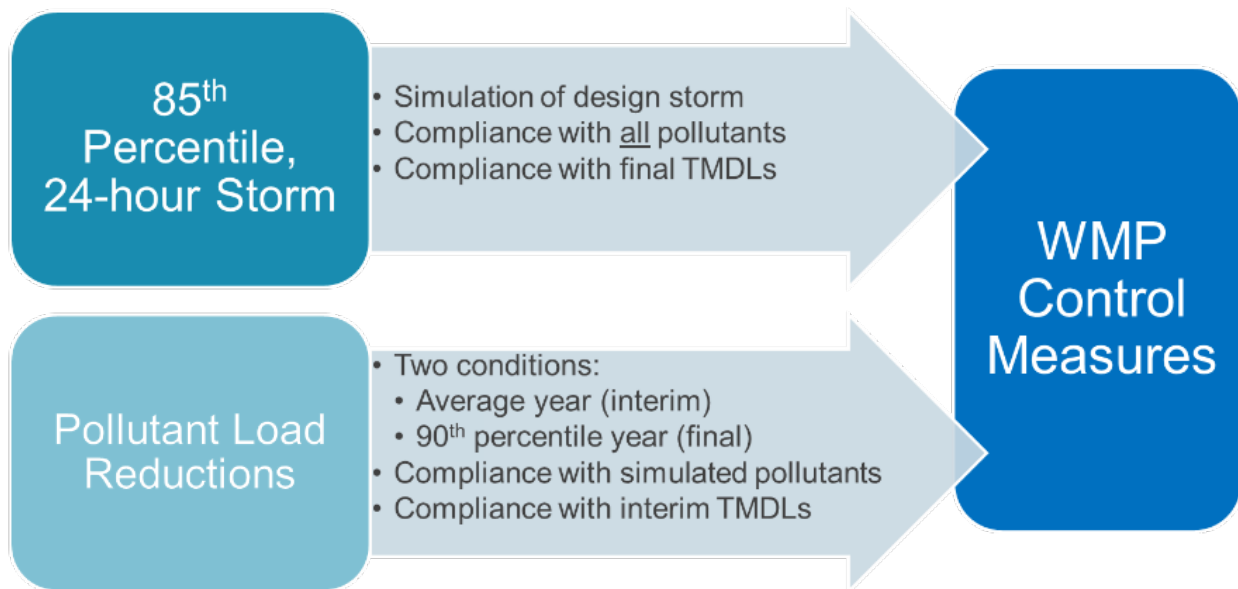 85th
Percentile,
24-hour Storm
• Simulation of design storm
• Compliance with all pollutants
• Compliance with final TMDLs
Pollutant Load
Reductions
• Two conditions:
• Average year (interim)
• 90th percentile year (final)
• Compliance with simulated pollutants
• Compliance with interim TMDLs
WMP
Control
Measures